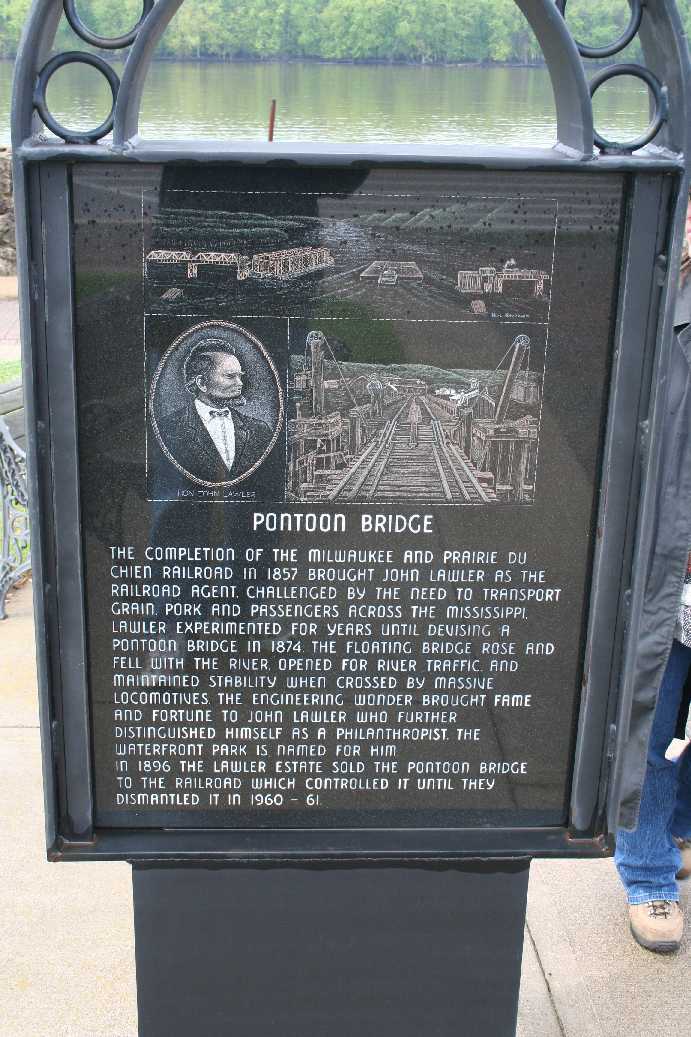 HON JOHN LAWLER
PONTOON BRIDGE
THE COMPLETION OF THE MILWAUKEE AND PRAIRIE DU
CHIEN RAILROAD IN 1857 BROUGHT JOHN LAWLER AS THE
RAILROAD AGENT. CHALLENGED BY THE NEED TO TRANSPORT
GRAIN, PORK AND PASSENGERS ACROSS THE MISSISSIPPI,
LAWLER EXPERIMENTED FOR YEARS UNTIL DEVISING A
PONTOON BRIDGE IN 1874. THE FLOATING BRIDGE ROSE AND
FELL WITH THE RIVER, OPENED FOR RIVER TRAFFIC, AND
MAINTAINED STABILITY WHEN CROSSED BY MASSIVE
LOCOMOTIVES. THE ENGINEERING WONDER BROUGHT FAME
AND FORTUNE TO JOHN LAWLER WHO FURTHER
DISTINGUISHED HIMSELF AS A PHILANTHROPIST. THE
WATERFRONT PARK IS NAMED FOR HIM.
IN 1896 THE LAWLER ESTATE SOLD THE PONTOON BRIDGE
TO THE RAILROAD WHICH CONTROLLED IT UNTIL THEY
DISMANTLED IT IN 1960 - 61.